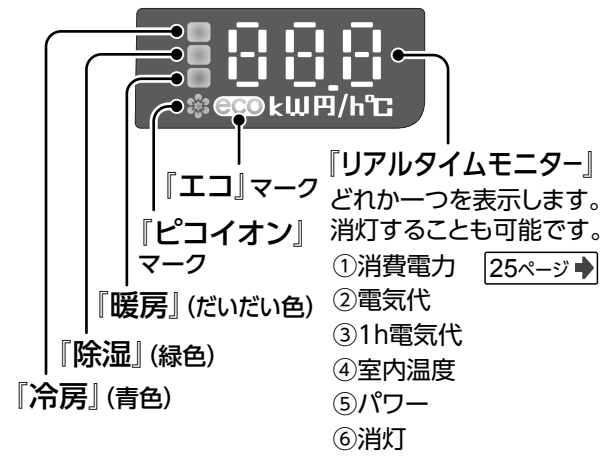 88.8
eco kW円/h℃
『エコ』マーク
『ピコイオン』
マーク
『暖房』(だいだい色)
『除湿』(緑色)
『冷房』(青色)
『リアルタイムモニター』
どれか一つを表示します。
消灯することも可能です。
①消費電力 25ページ
②電気代
③1h電気代
④室内温度
⑤パワー
⑥消灯